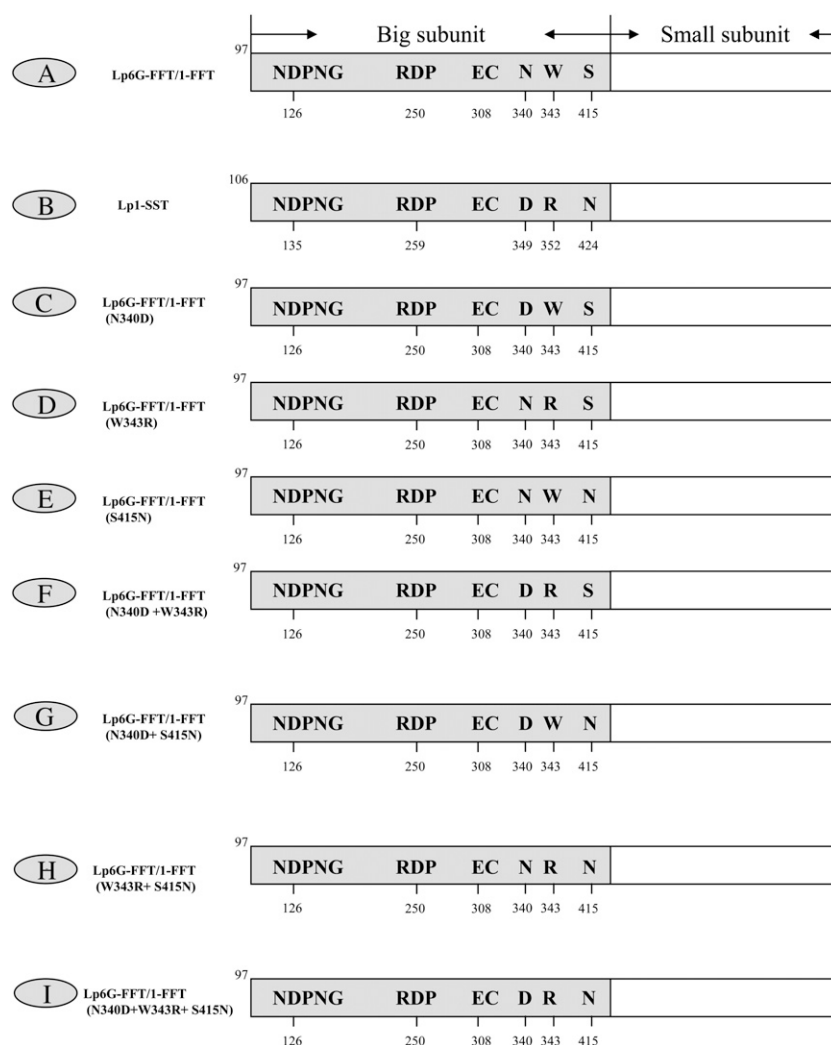 Big subunit Small subunit
97
A Lp6G-FFT/1-FFT NDPNG RDP EC N W S
126 250 308 340 343 415
106
B Lp1-SST NDPNG RDP EC D R N
135 259 349 352 424
97
C Lp6G-FFT/1-FFT NDPNG RDP EC D W S
(N340D)
126 250 308 340 343 415
97
D Lp6G-FFT/1-FFT NDPNG RDP EC N R S
(W343R)
126 250 308 340 343 415
97
E Lp6G-FFT/1-FFT NDPNG RDP EC N W N
(S415N)
126 250 308 340 343 415
97
F Lp6G-FFT/1-FFT NDPNG RDP EC D R S
(N340D +W343R)
126 250 308 340 343 415
97
G Lp6G-FFT/1-FFT NDPNG RDP EC D W N
(N340D+ S415N)
126 250 308 340 343 415
97
H Lp6G-FFT/1-FFT NDPNG RDP EC N R N
(W343R+ S415N)
126 250 308 340 343 415
97
I Lp6G-FFT/1-FFT NDPNG RDP EC D R N
(N340D+W343R+ S415N)
126 250 308 340 343 415